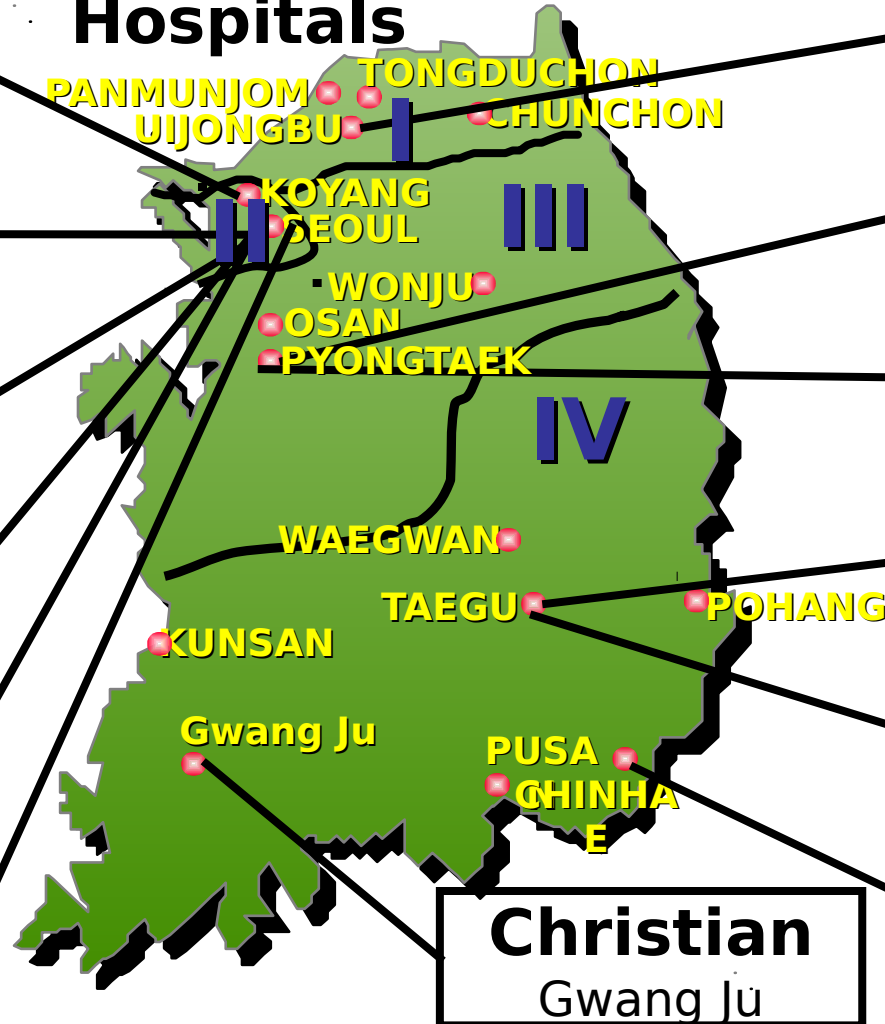 Hospitals
TONGDUCHON
PANMUNJOM
CHUNCHON
UIJONGBU
I
KOYANG
II
SEOUL
III
WONJU
OSAN
PYONGTAEK
IV
WAEGWAN
TAEGU
POHANG
KUNSAN
Gwang Ju
PUSA
N
CHINHA
E
Christian
Gwang Ju